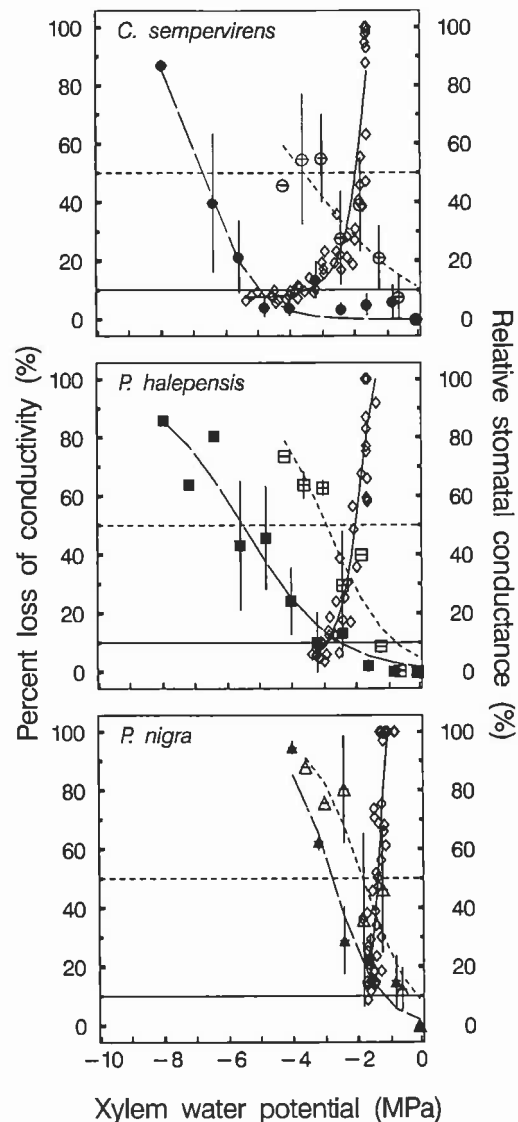 C. sempervirens
100 100
80 80
60 60
40 40
20 20
0 0
P. halepensis
100 100
80 80
60 60
40 40
20 20
0 0
P. nigra
100 100
80 80
60 60
40 40
20 20
0 0
−10 −8 −6 −4 −2 0
Xylem water potential (MPa)
Percent loss of conductivity (%)
Relative stomatal conductance (%)